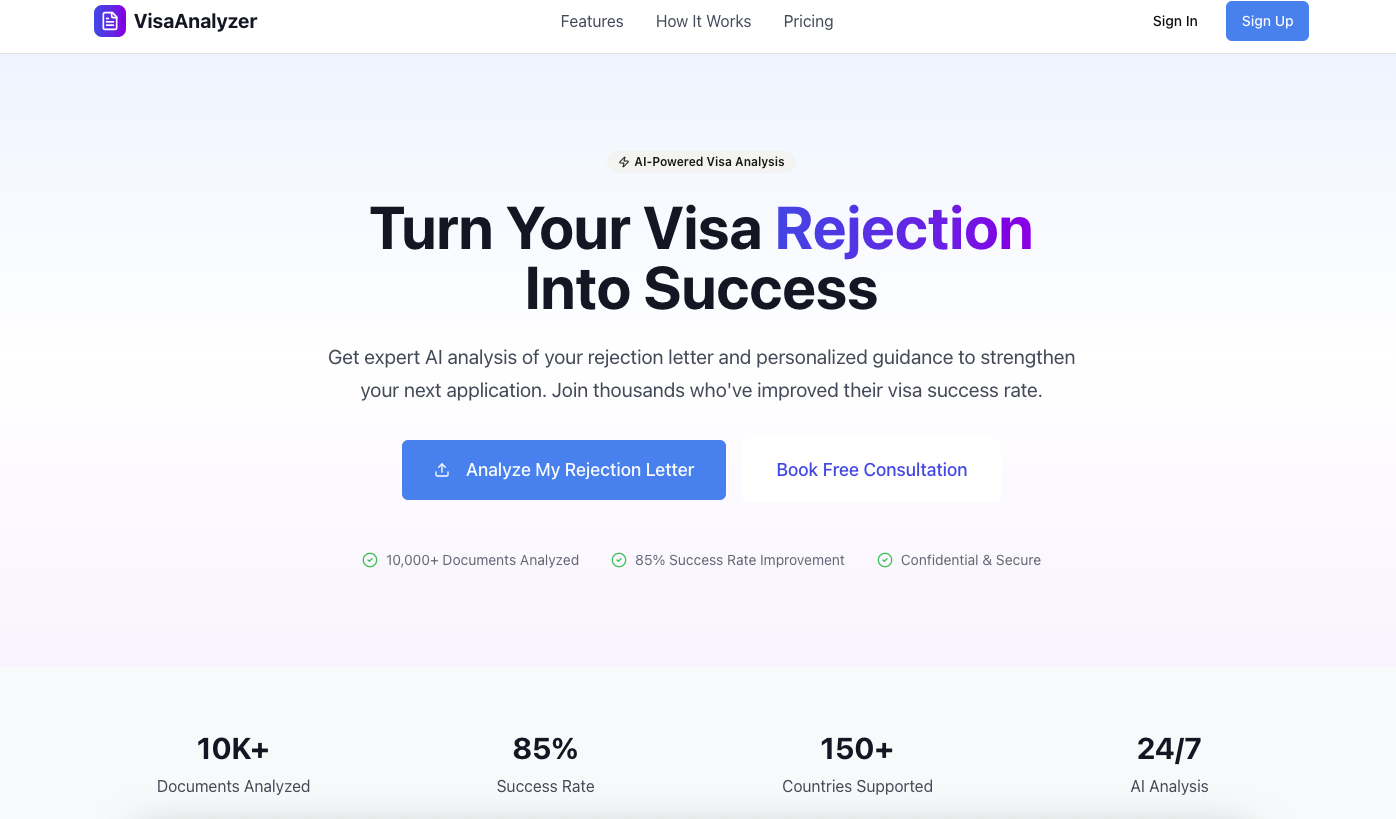 VisaAnalyzer
Features How It Works Pricing
Sign In Sign Up
AI-Powered Visa Analysis
Turn Your Visa Rejection
Into Success
Get expert AI analysis of your rejection letter and personalized guidance to strengthen
your next application. Join thousands who've improved their visa success rate.
Analyze My Rejection Letter Book Free Consultation
10,000+ Documents Analyzed 85% Success Rate Improvement Confidential & Secure
10K+ 85% 150+ 24/7
Documents Analyzed Success Rate Countries Supported AI Analysis